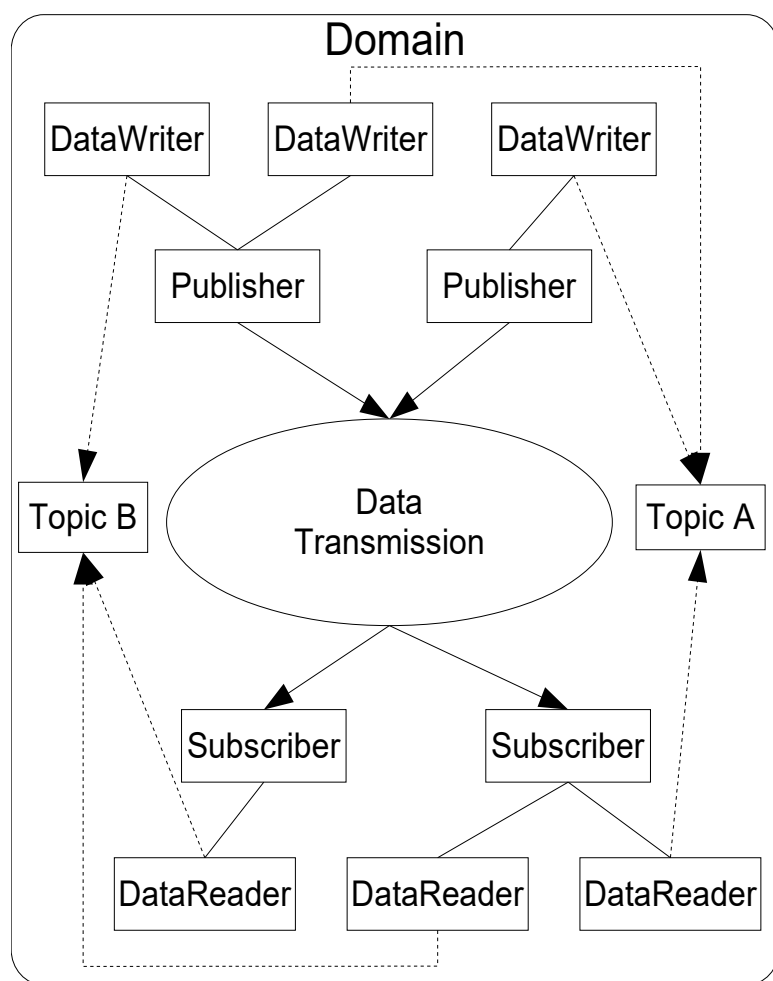 Domain
DataWriter
DataWriter
DataWriter
Publisher
Publisher
Topic B
Data
Transmission
Topic A
Subscriber
Subscriber
DataReader
DataReader
DataReader